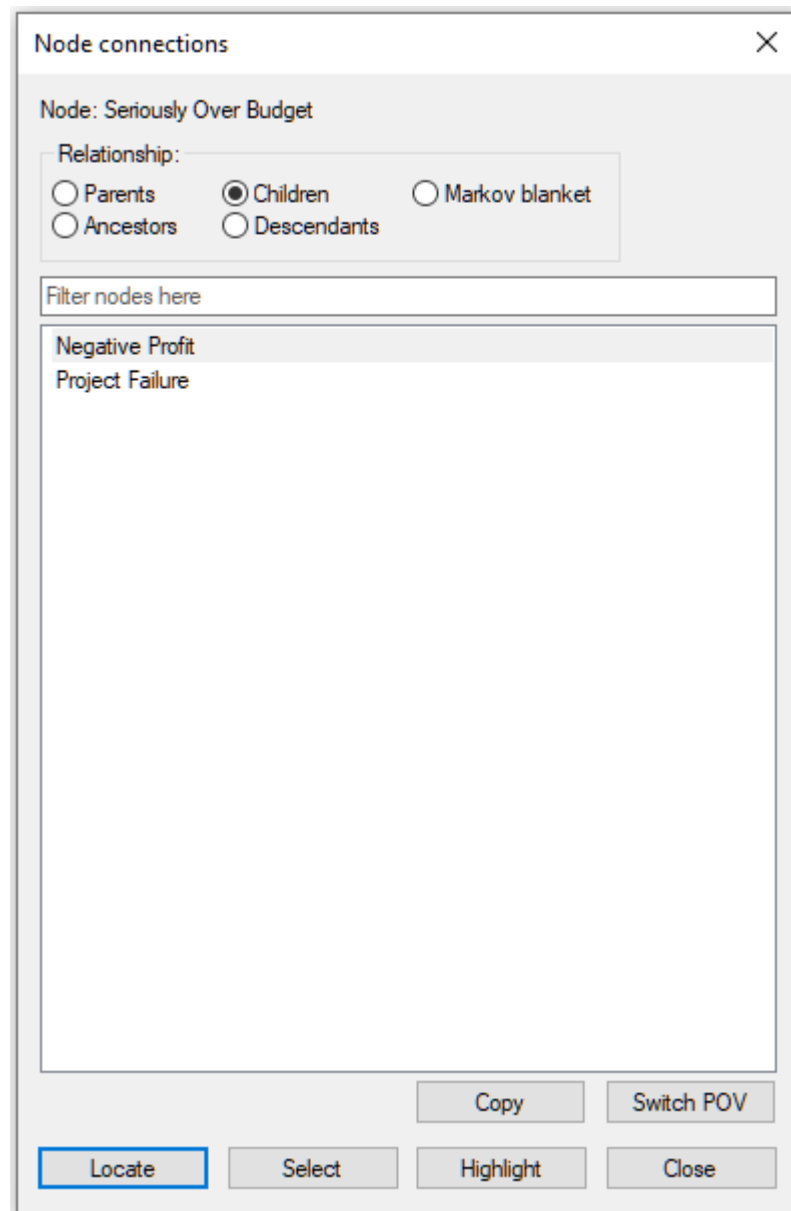 Node connections
Node: Seriously Over Budget
Relationship:
Parents Children Markov blanket
Ancestors Descendants
Filter nodes here
Negative Profit
Project Failure
Copy Switch POV
Locate Select Highlight Close